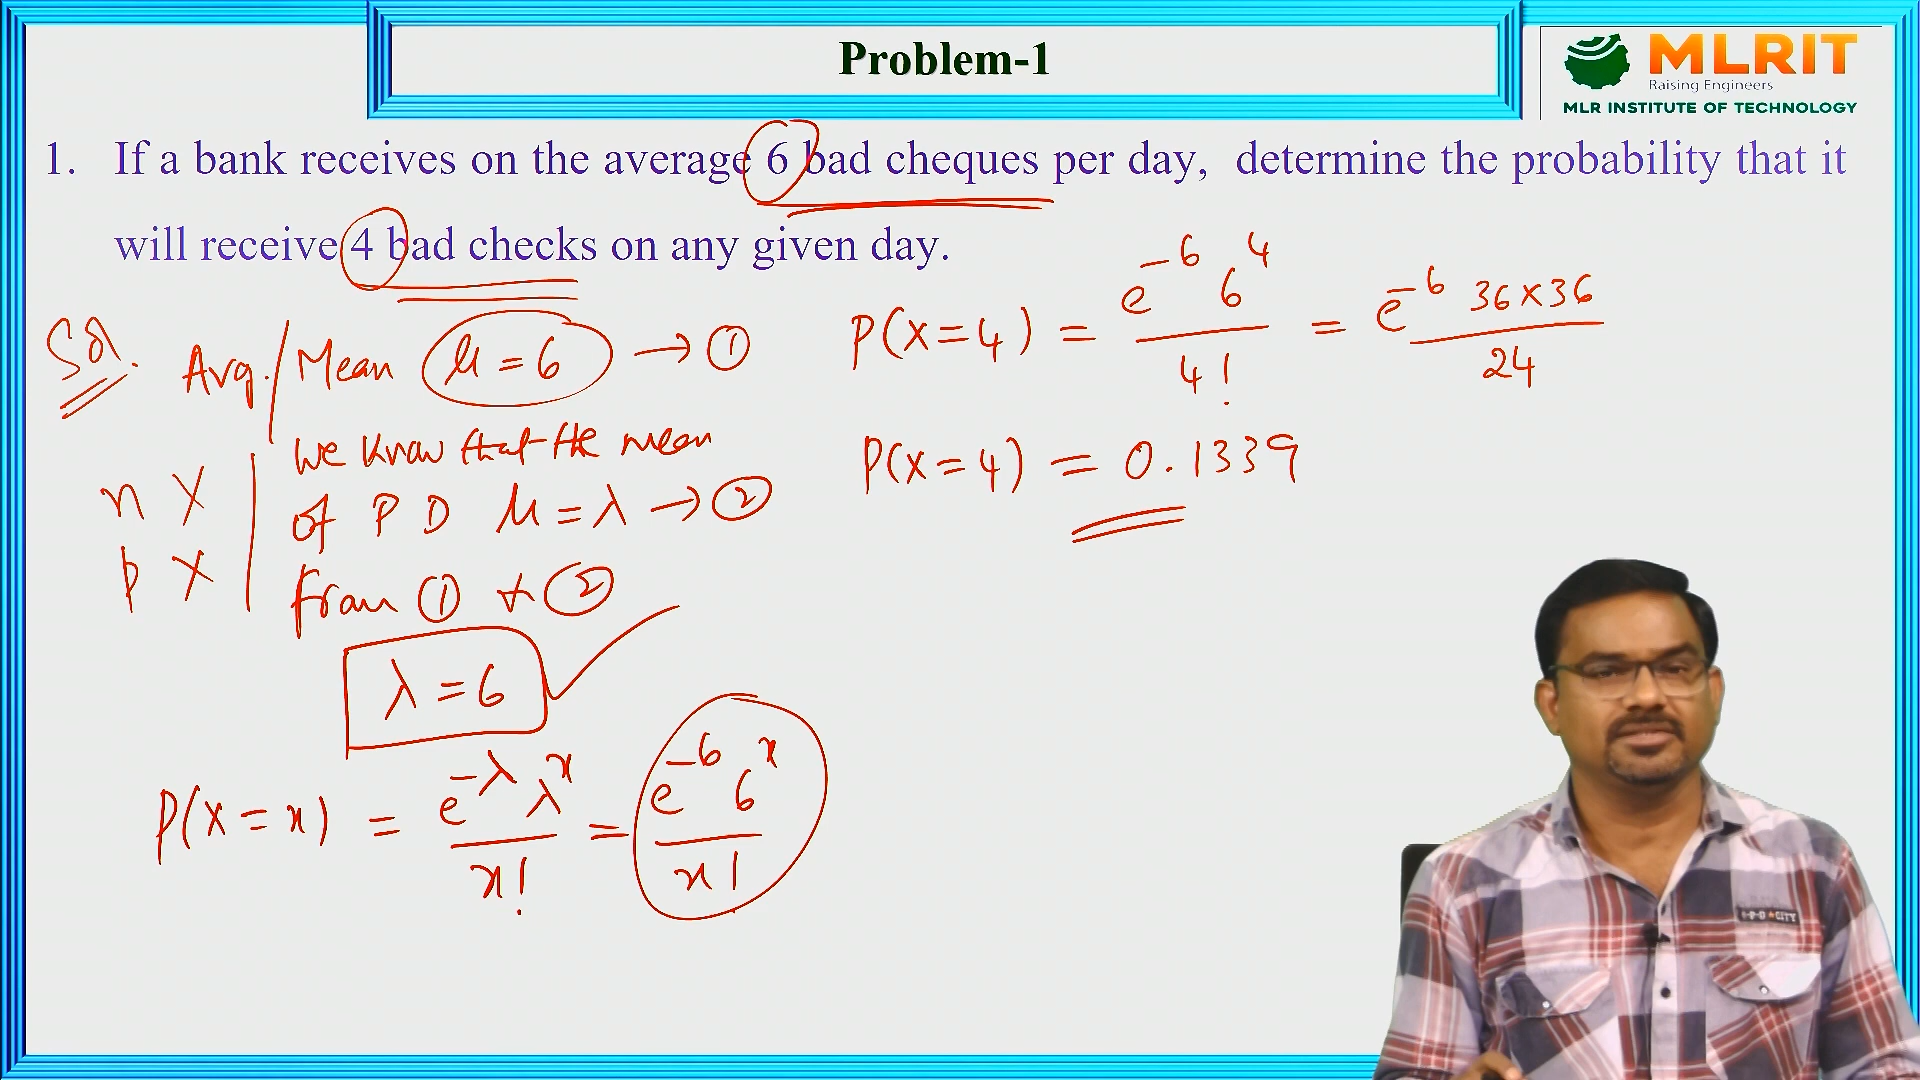 Problem-1
MLRIT
Raising Engineers
MLR INSTITUTE OF TECHNOLOGY
1. If a bank receives on the average 6 bad cheques per day, determine the probability that it
will receive 4 bad checks on any given day.
Sol.
Avg./Mean μ = 6 → ①
n X
p X
We know that the mean
of P D μ = λ → ②
from ① & ②
λ = 6
P(X = x) = e^-λ λ^x / x! = e^-6 6^x / x!
P(X = 4) = e^-6 6^4 / 4! = e^-6 36 × 36 / 24
P(X = 4) = 0.1339